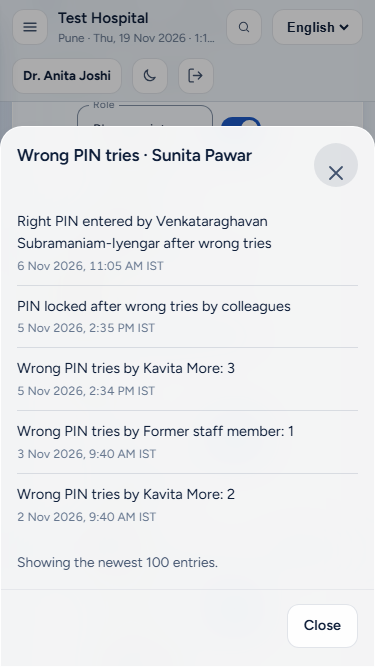 Test Hospital
Pune · Thu, 19 Nov 2026 · 1:1...
English
Dr. Anita Joshi
Role
Wrong PIN tries · Sunita Pawar
Right PIN entered by Venkataraghavan
Subramaniam-Iyengar after wrong tries
6 Nov 2026, 11:05 AM IST
PIN locked after wrong tries by colleagues
5 Nov 2026, 2:35 PM IST
Wrong PIN tries by Kavita More: 3
5 Nov 2026, 2:34 PM IST
Wrong PIN tries by Former staff member: 1
3 Nov 2026, 9:40 AM IST
Wrong PIN tries by Kavita More: 2
2 Nov 2026, 9:40 AM IST
Showing the newest 100 entries.
Close